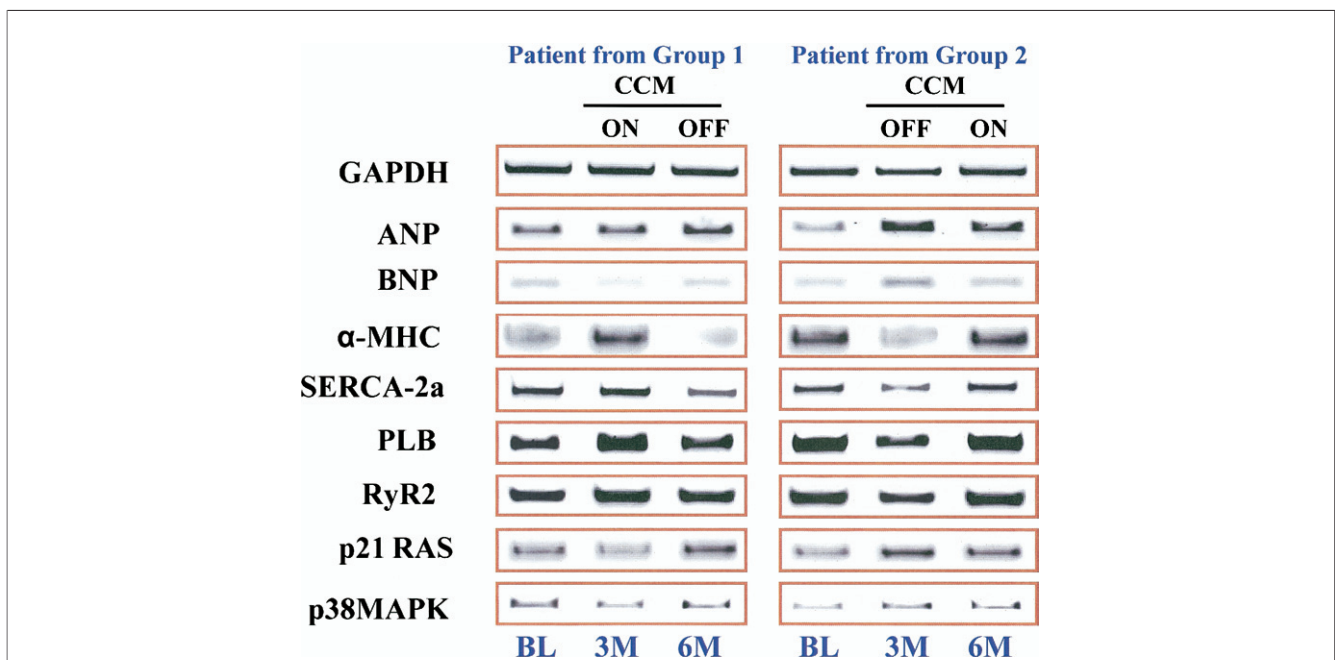 Patient from Group 1 Patient from Group 2
CCM CCM
ON OFF OFF ON
GAPDH
ANP
BNP
α-MHC
SERCA-2a
PLB
RyR2
p21 RAS
p38MAPK
BL 3M 6M BL 3M 6M